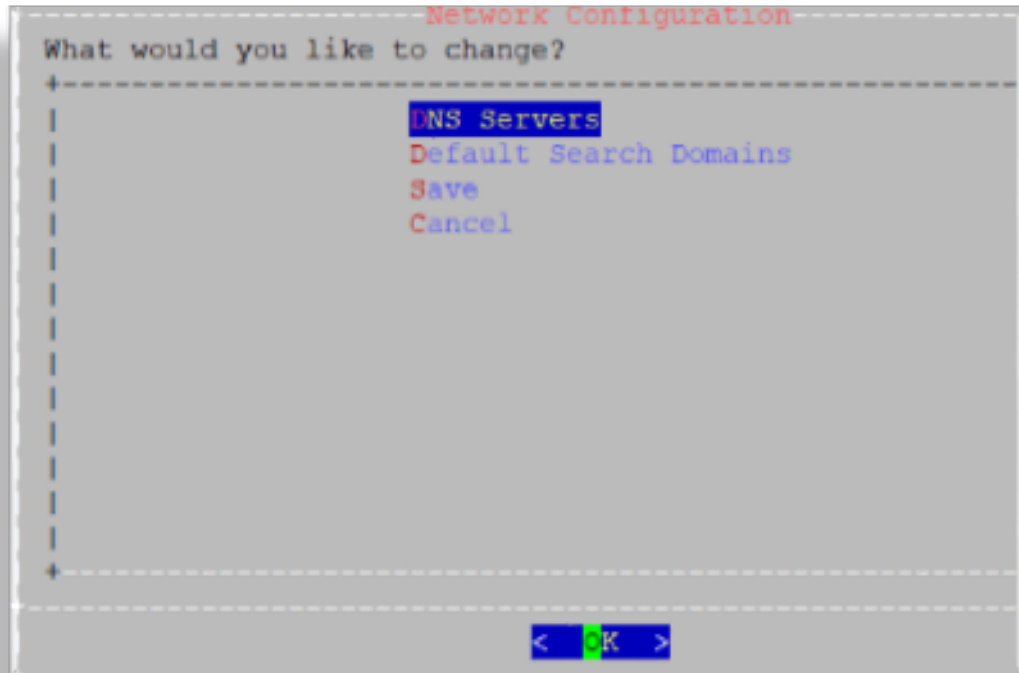 Network Configuration
What would you like to change?
DNS Servers
Default Search Domains
Save
Cancel
< OK >